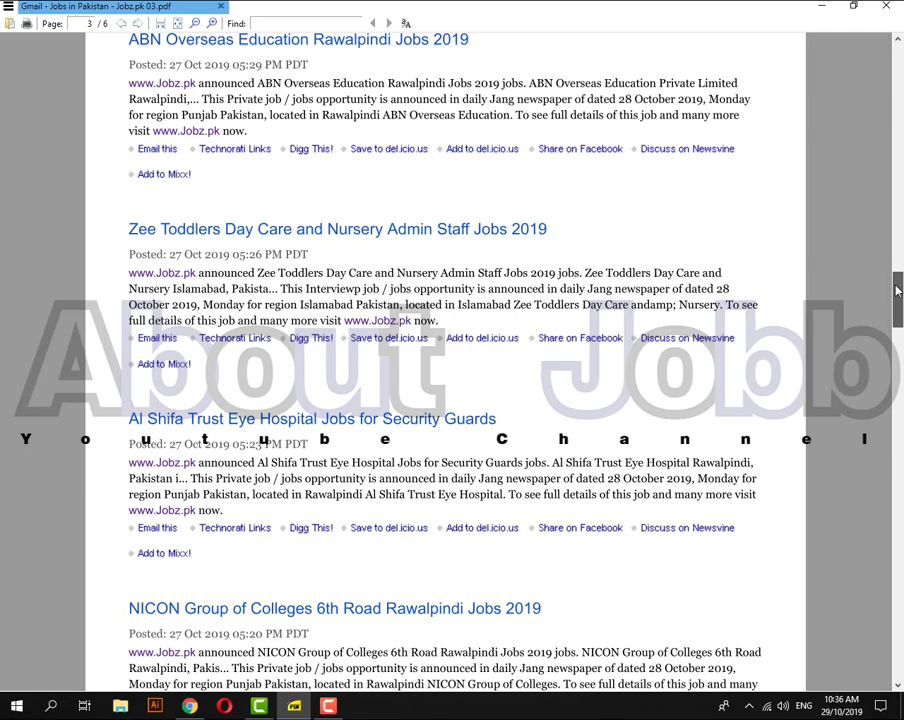 Gmail - Jobs in Pakistan - Jobz.pk 03.pdf
Page: 3 / 6 Find:
ABN Overseas Education Rawalpindi Jobs 2019
Posted: 27 Oct 2019 05:29 PM PDT
www.Jobz.pk announced ABN Overseas Education Rawalpindi Jobs 2019 jobs. ABN Overseas Education Private Limited
Rawalpindi,... This Private job / jobs opportunity is announced in daily Jang newspaper of dated 28 October 2019, Monday
for region Punjab Pakistan, located in Rawalpindi ABN Overseas Education. To see full details of this job and many more
visit www.Jobz.pk now.
Email this Technorati Links Digg This! Save to del.icio.us Add to del.icio.us Share on Facebook Discuss on Newsvine
Add to Mixx!
Zee Toddlers Day Care and Nursery Admin Staff Jobs 2019
Posted: 27 Oct 2019 05:26 PM PDT
www.Jobz.pk announced Zee Toddlers Day Care and Nursery Admin Staff Jobs 2019 jobs. Zee Toddlers Day Care and
Nursery Islamabad, Pakista... This Interviewp job / jobs opportunity is announced in daily Jang newspaper of dated 28
October 2019, Monday for region Islamabad Pakistan, located in Islamabad Zee Toddlers Day Care andamp; Nursery. To see
full details of this job and many more visit www.Jobz.pk now.
Email this Technorati Links Digg This! Save to del.icio.us Add to del.icio.us Share on Facebook Discuss on Newsvine
Add to Mixx!
About Jobb
Al Shifa Trust Eye Hospital Jobs for Security Guards
Youtube Channel
Posted: 27 Oct 2019 05:23 PM PDT
www.Jobz.pk announced Al Shifa Trust Eye Hospital Jobs for Security Guards jobs. Al Shifa Trust Eye Hospital Rawalpindi,
Pakistan i... This Private job / jobs opportunity is announced in daily Jang newspaper of dated 28 October 2019, Monday for
region Punjab Pakistan, located in Rawalpindi Al Shifa Trust Eye Hospital. To see full details of this job and many more visit
www.Jobz.pk now.
Email this Technorati Links Digg This! Save to del.icio.us Add to del.icio.us Share on Facebook Discuss on Newsvine
Add to Mixx!
NICON Group of Colleges 6th Road Rawalpindi Jobs 2019
Posted: 27 Oct 2019 05:20 PM PDT
www.Jobz.pk announced NICON Group of Colleges 6th Road Rawalpindi Jobs 2019 jobs. NICON Group of Colleges 6th Road
Rawalpindi, Pakis... This Private job / jobs opportunity is announced in daily Jang newspaper of dated 28 October 2019,
Monday for region Punjab Pakistan, located in Rawalpindi NICON Group of Colleges. To see full details of this job and many
ENG
10:36 AM
29/10/2019